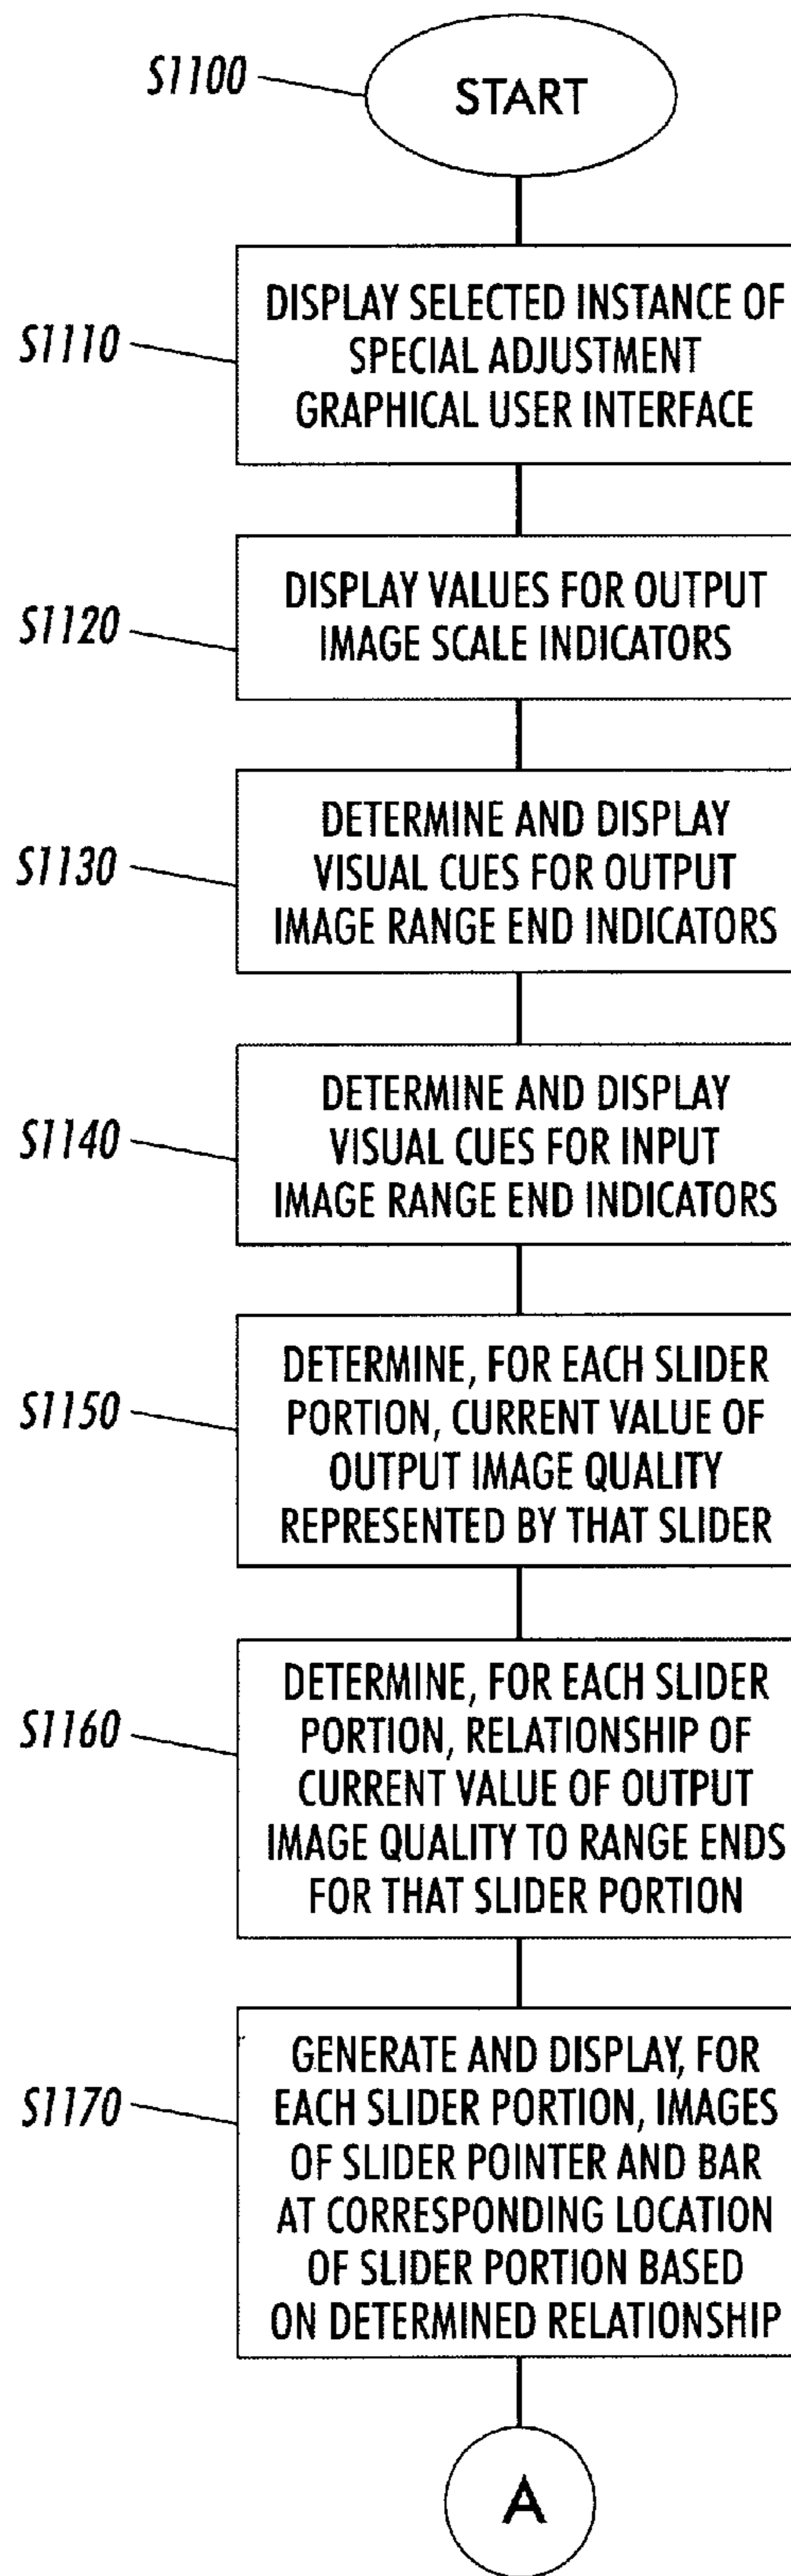 S1100
START
S1110
DISPLAY SELECTED INSTANCE OF
SPECIAL ADJUSTMENT
GRAPHICAL USER INTERFACE
S1120
DISPLAY VALUES FOR OUTPUT
IMAGE SCALE INDICATORS
S1130
DETERMINE AND DISPLAY
VISUAL CUES FOR OUTPUT
IMAGE RANGE END INDICATORS
S1140
DETERMINE AND DISPLAY
VISUAL CUES FOR INPUT
IMAGE RANGE END INDICATORS
S1150
DETERMINE, FOR EACH SLIDER
PORTION, CURRENT VALUE OF
OUTPUT IMAGE QUALITY
REPRESENTED BY THAT SLIDER
S1160
DETERMINE, FOR EACH SLIDER
PORTION, RELATIONSHIP OF
CURRENT VALUE OF OUTPUT
IMAGE QUALITY TO RANGE ENDS
FOR THAT SLIDER PORTION
S1170
GENERATE AND DISPLAY, FOR
EACH SLIDER PORTION, IMAGES
OF SLIDER POINTER AND BAR
AT CORRESPONDING LOCATION
OF SLIDER PORTION BASED
ON DETERMINED RELATIONSHIP
A